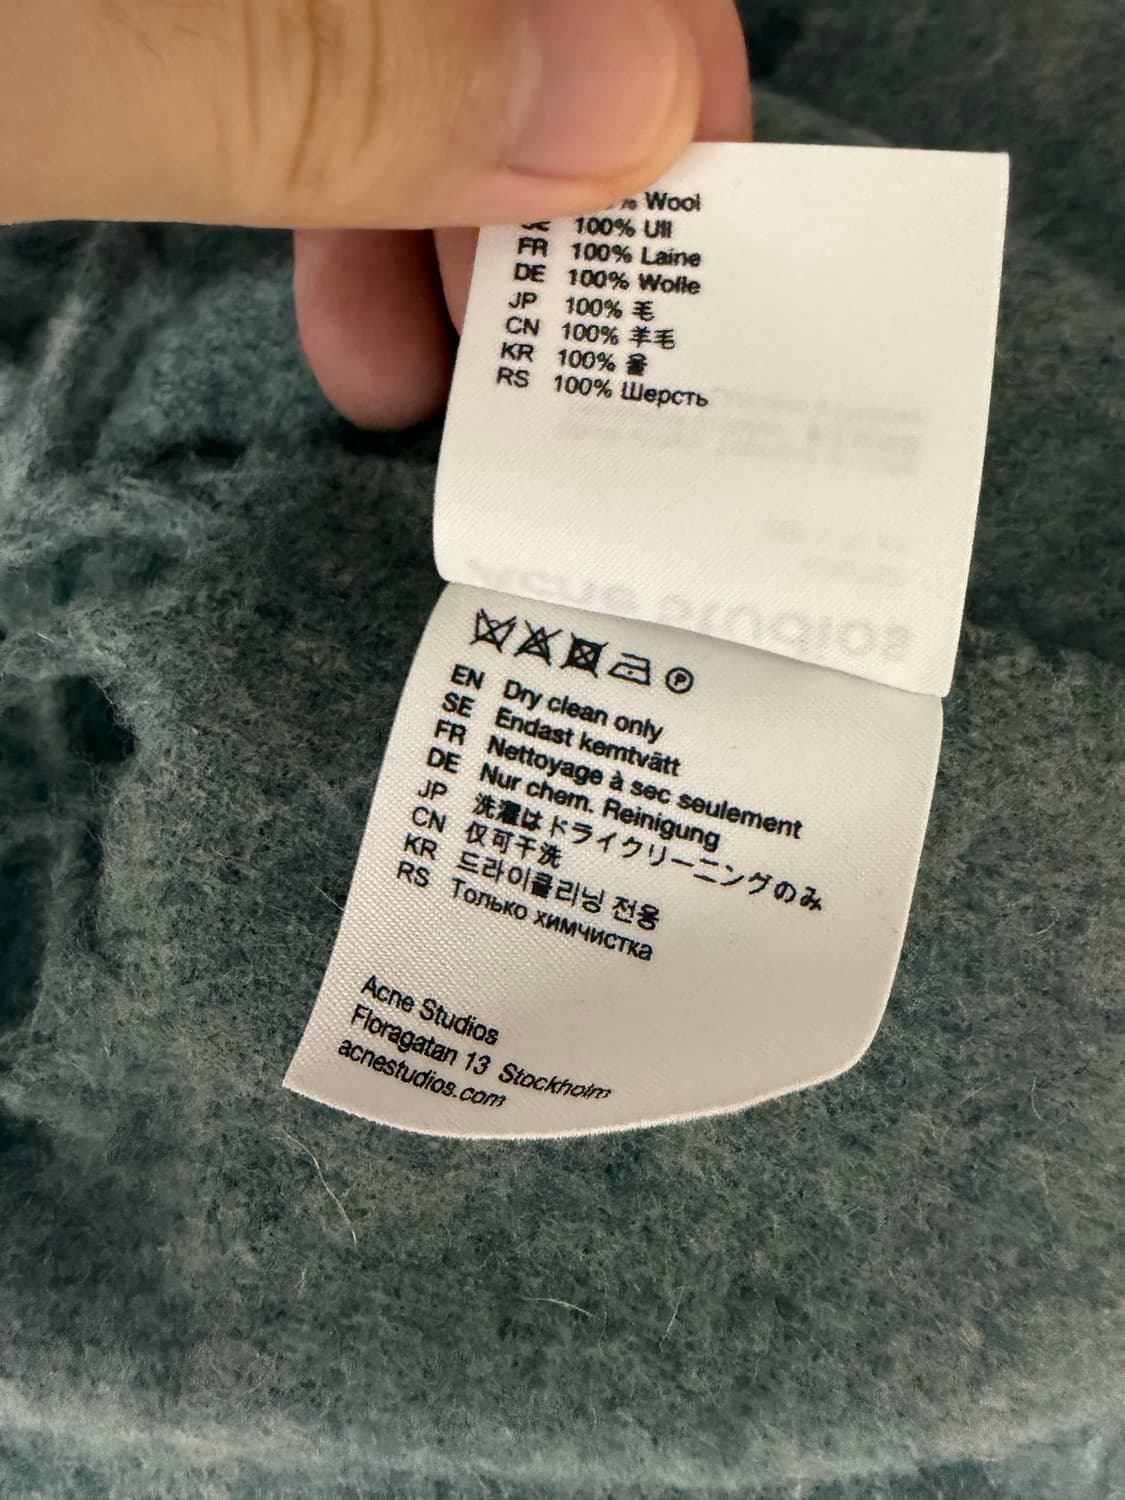 % Wool
SE 100% Ull
FR 100% Laine
DE 100% Wolle
JP 100% 毛
CN 100% 羊毛
KR 100% 울
RS 100% Шерсть
Acne Studios
EN Dry clean only
SE Endast kemtvätt
FR Nettoyage à sec seulement
DE Nur chem. Reinigung
JP 洗濯はドライクリーニングのみ
CN 仅可干洗
KR 드라이클리닝 전용
RS Только химчистка
Acne Studios
Floragatan 13 Stockholm
acnestudios.com